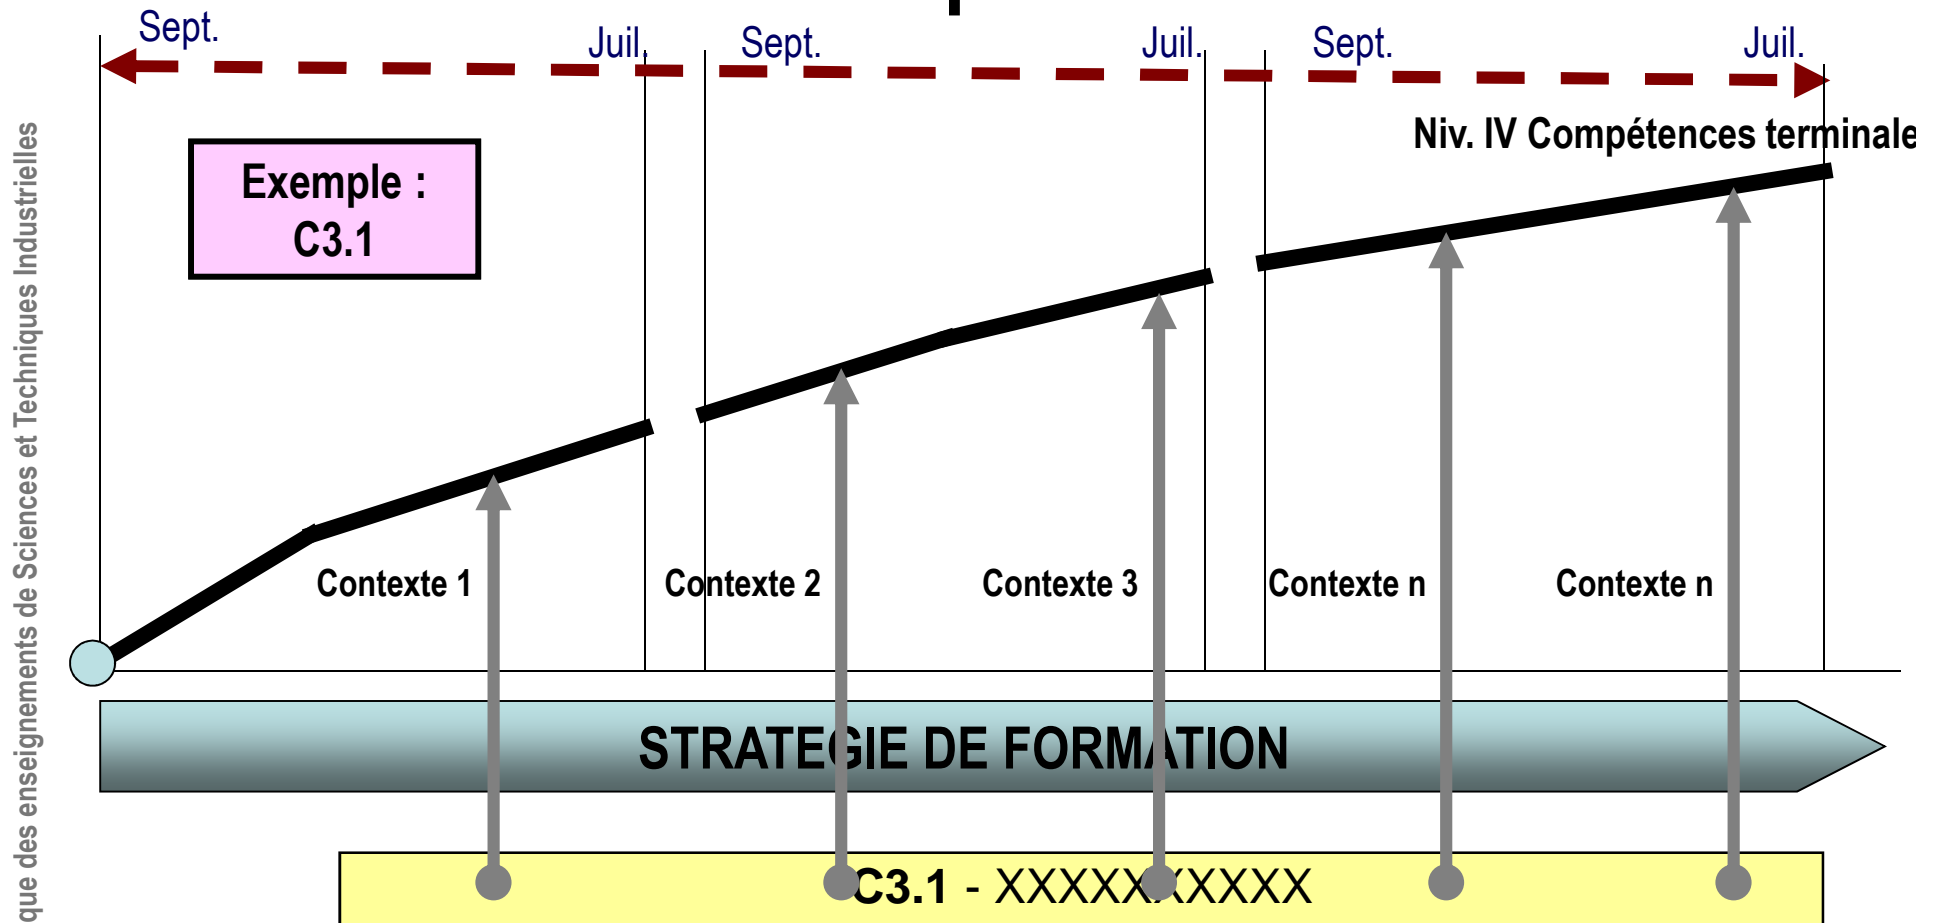 Sept.
Juil.
Sept.
Juil.
Sept.
Juil.
Niv. IV Compétences terminale
Exemple :
C3.1
Contexte 1
Contexte 2
Contexte 3
Contexte n
Contexte n
STRATEGIE DE FORMATION
C3.1 - XXXXXXXXXX
que des enseignements de Sciences et Techniques Industrielles